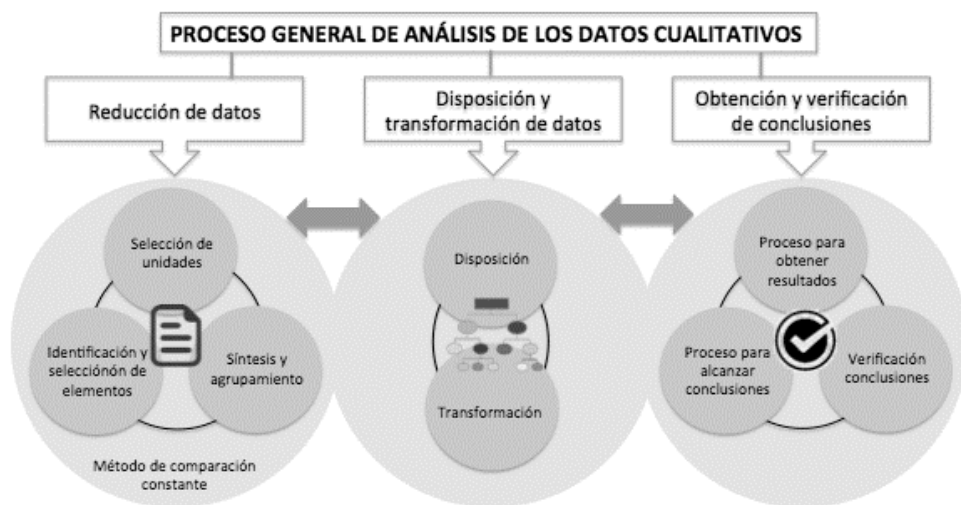 PROCESO GENERAL DE ANÁLISIS DE LOS DATOS CUALITATIVOS
Reducción de datos
Disposición y
transformación de datos
Obtención y verificación
de conclusiones
Selección de
unidades
Identificación y
seleccionón de
elementos
Síntesis y
agrupamiento
Método de comparación
constante
Disposición
Transformación
Proceso para
obtener
resultados
Proceso para
alcanzar
conclusiones
Verificación
conclusiones